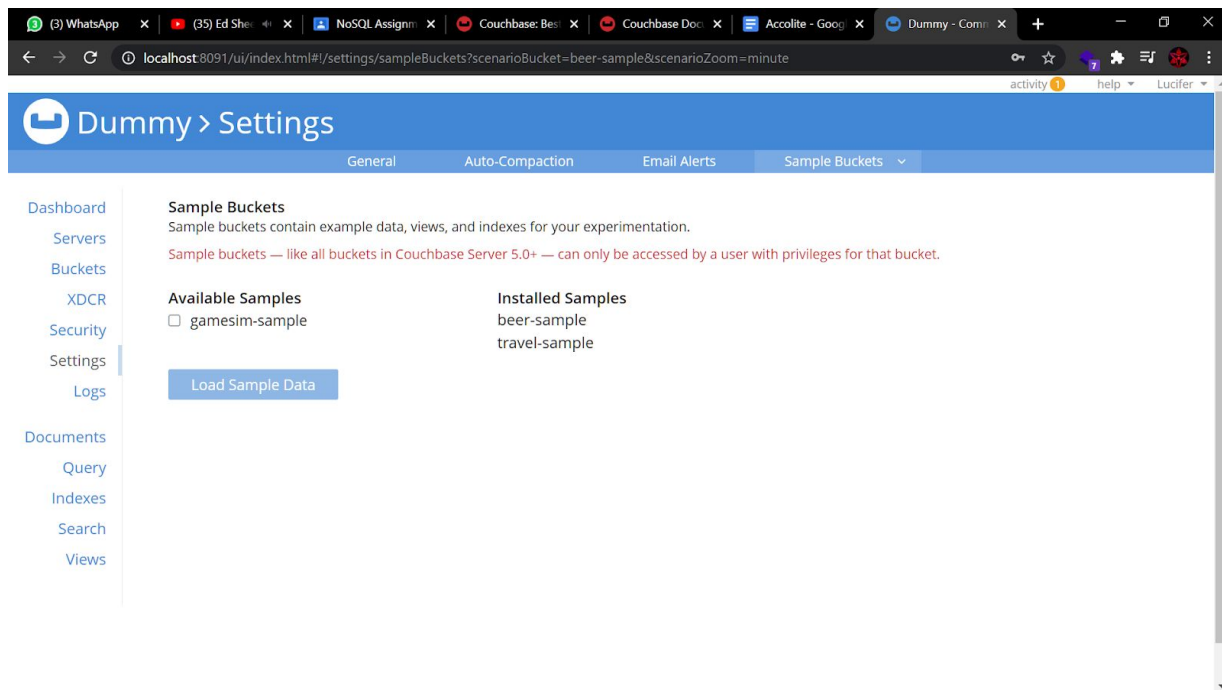 (3) WhatsApp
(35) Ed Shee
NoSQL Assignm
Couchbase: Best
Couchbase Doc
Accolite - Goog
Dummy - Comm
localhost:8091/ui/index.html#!/settings/sampleBuckets?scenarioBucket=beer-sample&scenarioZoom=minute
7
activity 1 help Lucifer
Dummy > Settings
General Auto-Compaction Email Alerts Sample Buckets
Dashboard
Servers
Buckets
XDCR
Security
Settings
Logs
Documents
Query
Indexes
Search
Views
Sample Buckets
Sample buckets contain example data, views, and indexes for your experimentation.
Sample buckets — like all buckets in Couchbase Server 5.0+ — can only be accessed by a user with privileges for that bucket.
Available Samples
gamesim-sample
Load Sample Data
Installed Samples
beer-sample
travel-sample